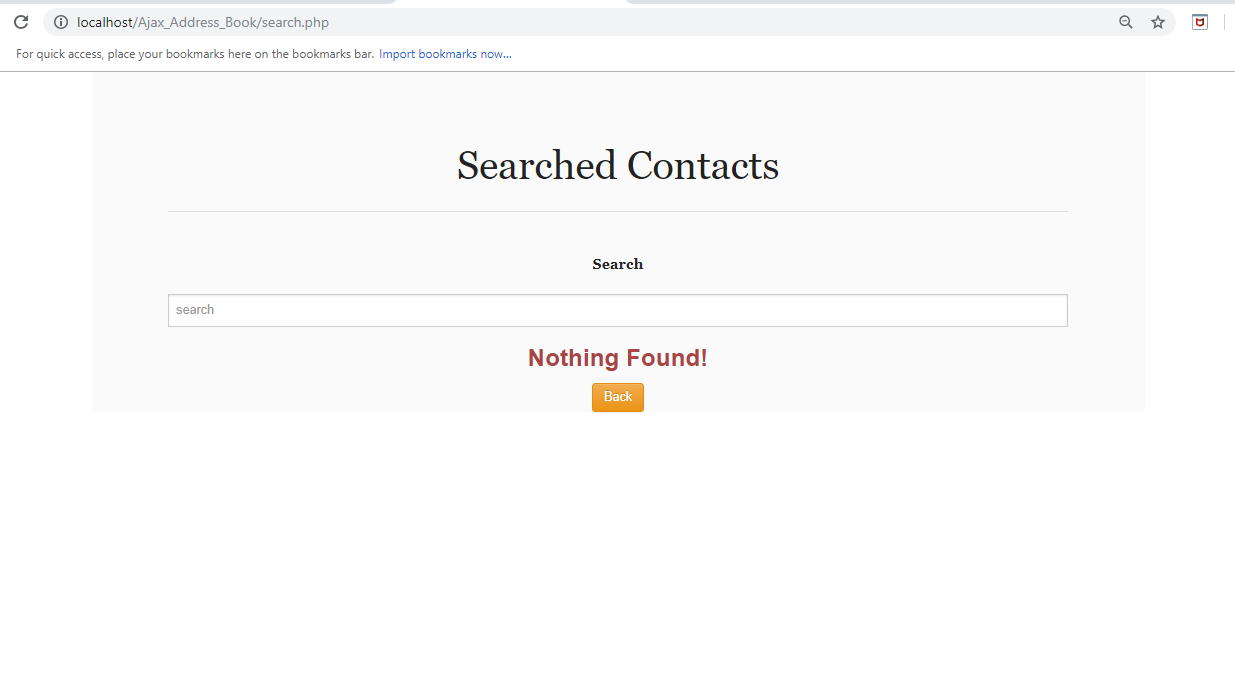 localhost/Ajax_Address_Book/search.php
For quick access, place your bookmarks here on the bookmarks bar. Import bookmarks now...
Searched Contacts
Search
search
Nothing Found!
Back